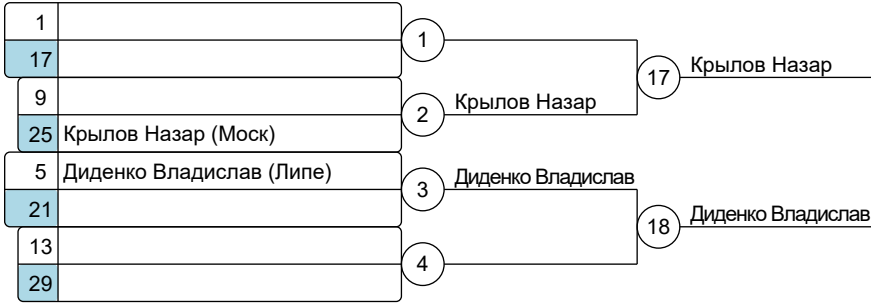 1
1
17
17 Крылов Назар
9
2 Крылов Назар
25 Крылов Назар (Моск)
5 Диденко Владислав (Липе)
3 Диденко Владислав
21
18 Диденко Владислав
13
4
29